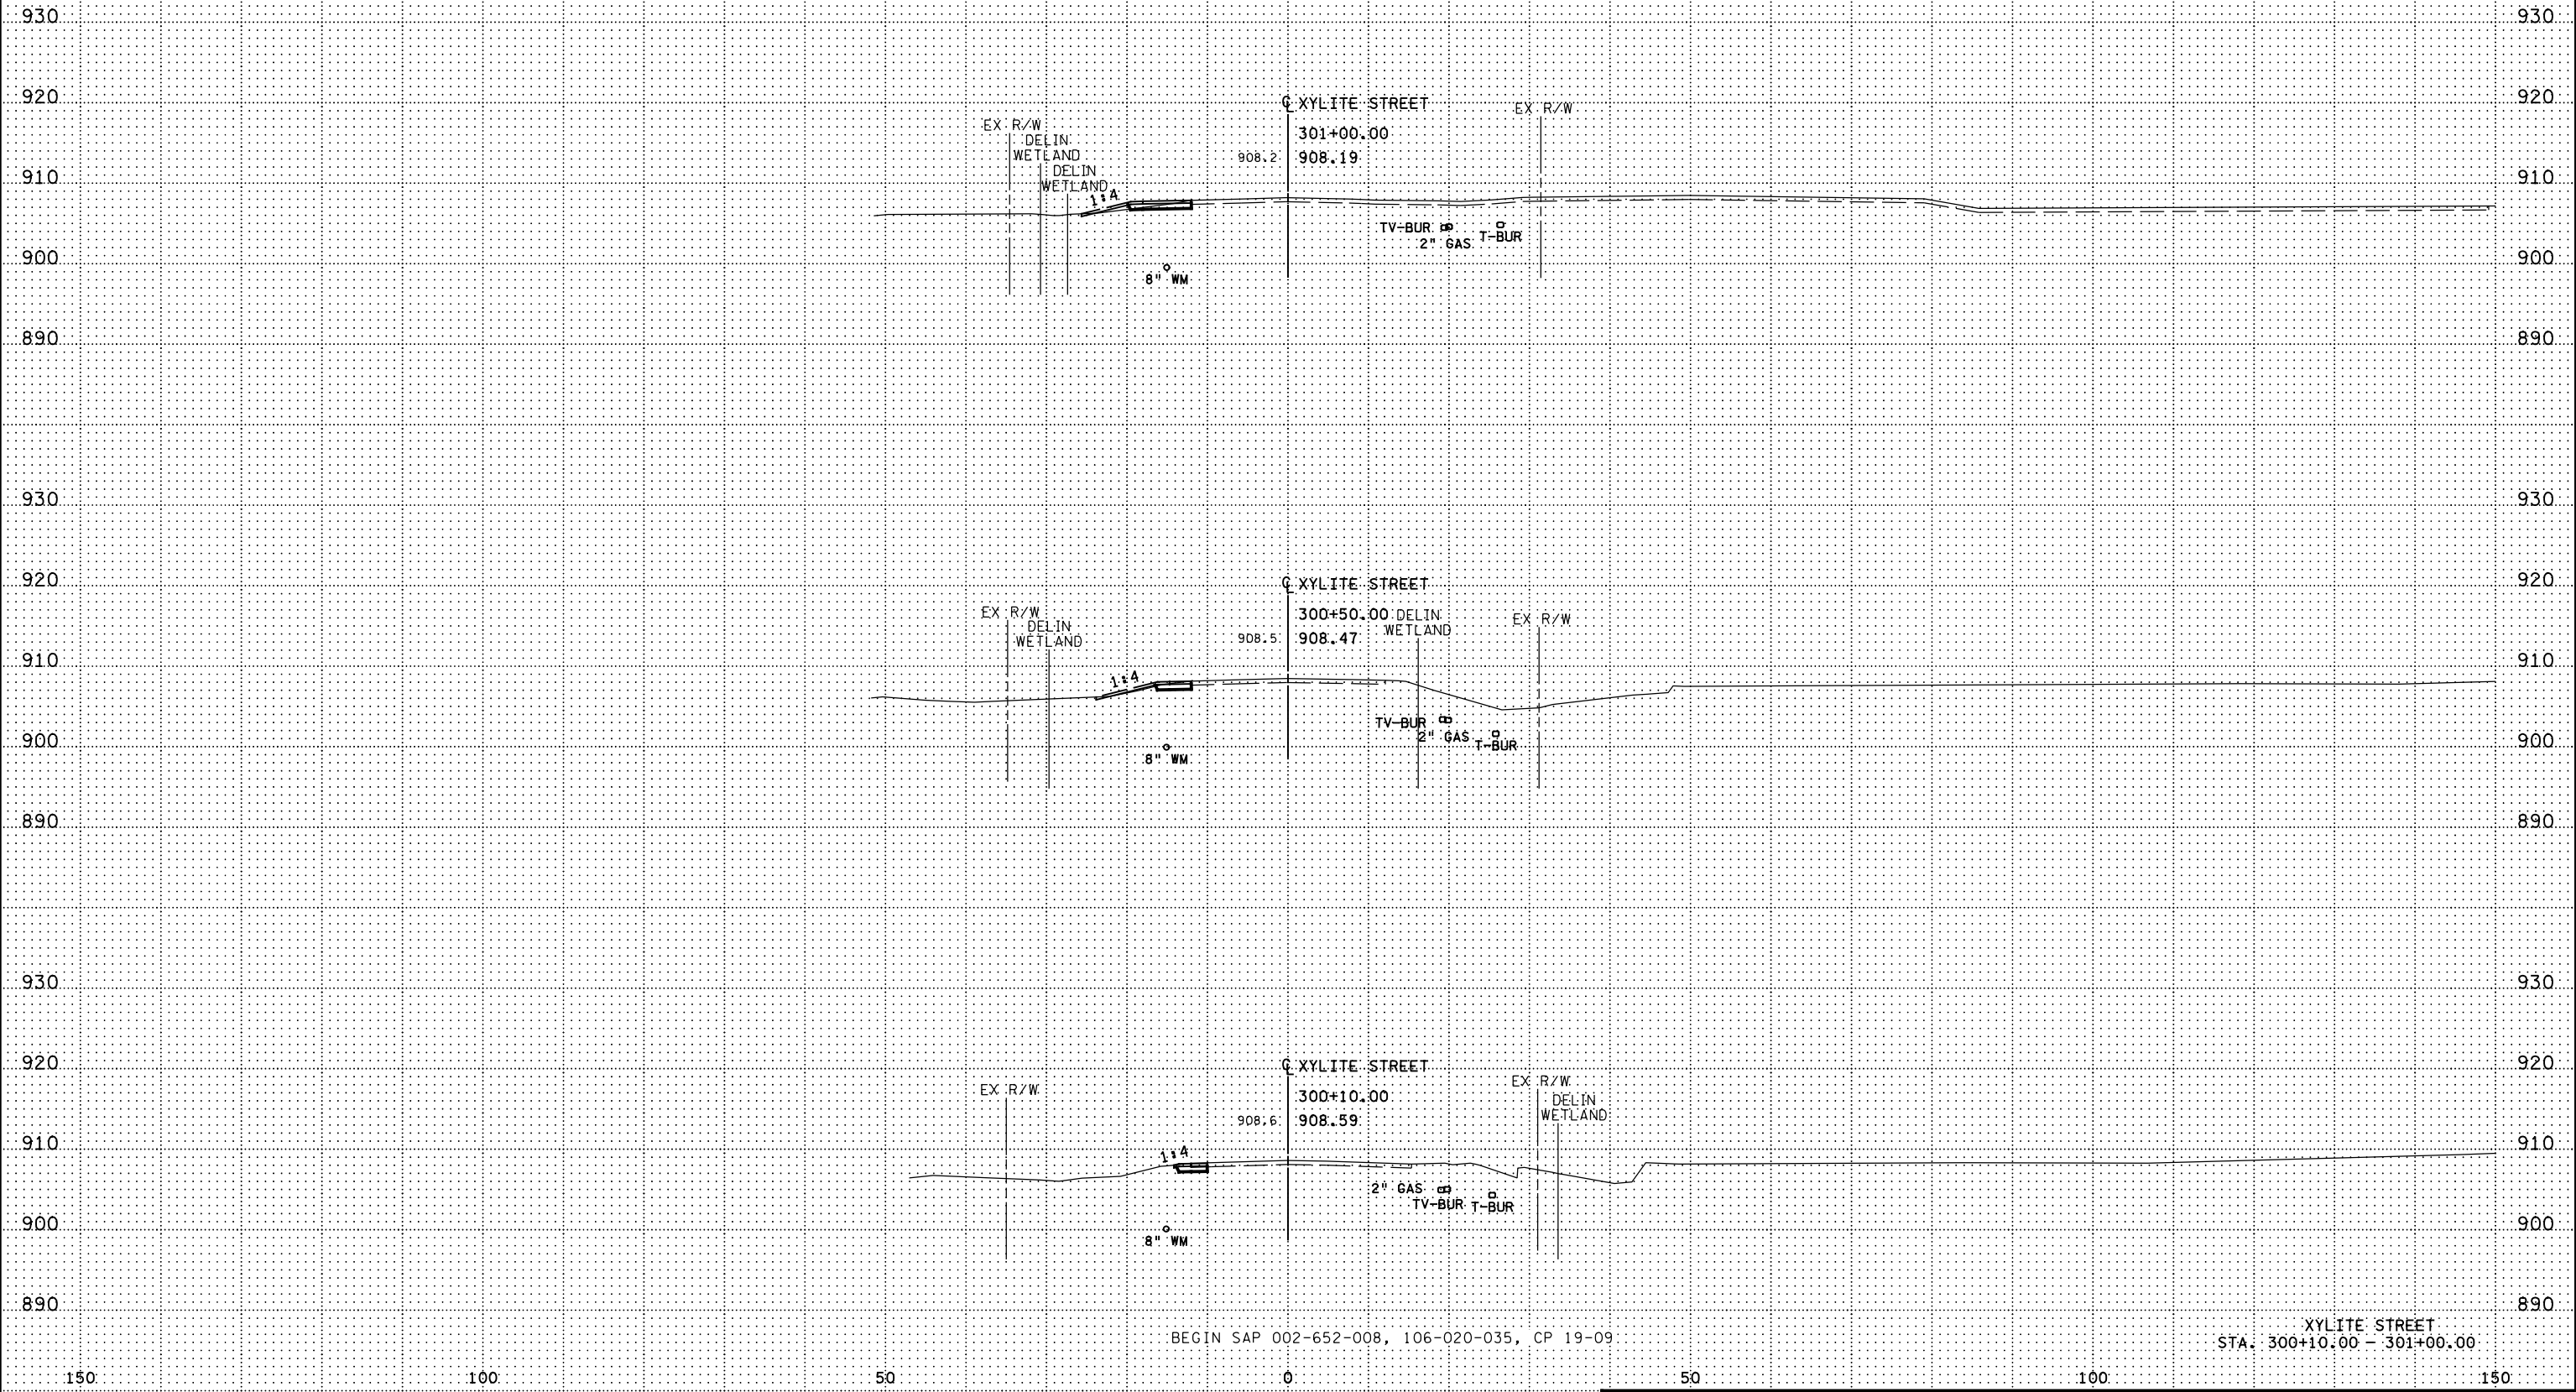 930
930
920
920
℄ XYLITE STREET
EX R/W
EX R/W
301+00.00
DELIN
WETLAND
908.2
908.19
DELIN
WETLAND
910
910
1:4
TV-BUR
2" GAS
T-BUR
900
900
8" WM
890
890
930
930
920
920
℄ XYLITE STREET
EX R/W
300+50.00
DELIN
WETLAND
EX R/W
DELIN
WETLAND
908.5
908.47
910
910
1:4
TV-BUR
2" GAS
T-BUR
900
900
8" WM
890
890
930
930
920
920
℄ XYLITE STREET
EX R/W
EX R/W
300+10.00
DELIN
WETLAND
908.6
908.59
910
910
1:4
2" GAS
TV-BUR
T-BUR
900
900
8" WM
890
890
BEGIN SAP 002-652-008, 106-020-035, CP 19-09
XYLITE STREET
STA. 300+10.00 - 301+00.00
150
100
50
0
50
100
150